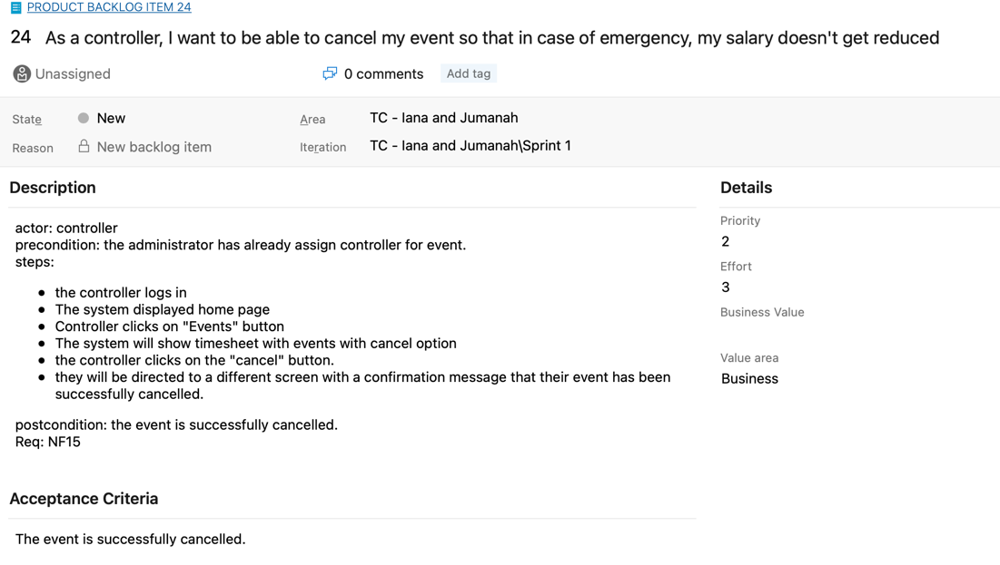 PRODUCT BACKLOG ITEM 24
24 As a controller, I want to be able to cancel my event so that in case of emergency, my salary doesn't get reduced
Unassigned
0 comments
Add tag
State
New
Area
TC - Iana and Jumanah
Reason
New backlog item
Iteration
TC - Iana and Jumanah\Sprint 1
Description
actor: controller
precondition: the administrator has already assign controller for event.
steps:
• the controller logs in
• The system displayed home page
• Controller clicks on "Events" button
• The system will show timesheet with events with cancel option
• the controller clicks on the "cancel" button.
• they will be directed to a different screen with a confirmation message that their event has been
successfully cancelled.
postcondition: the event is successfully cancelled.
Req: NF15
Acceptance Criteria
The event is successfully cancelled.
Details
Priority
2
Effort
3
Business Value
Value area
Business